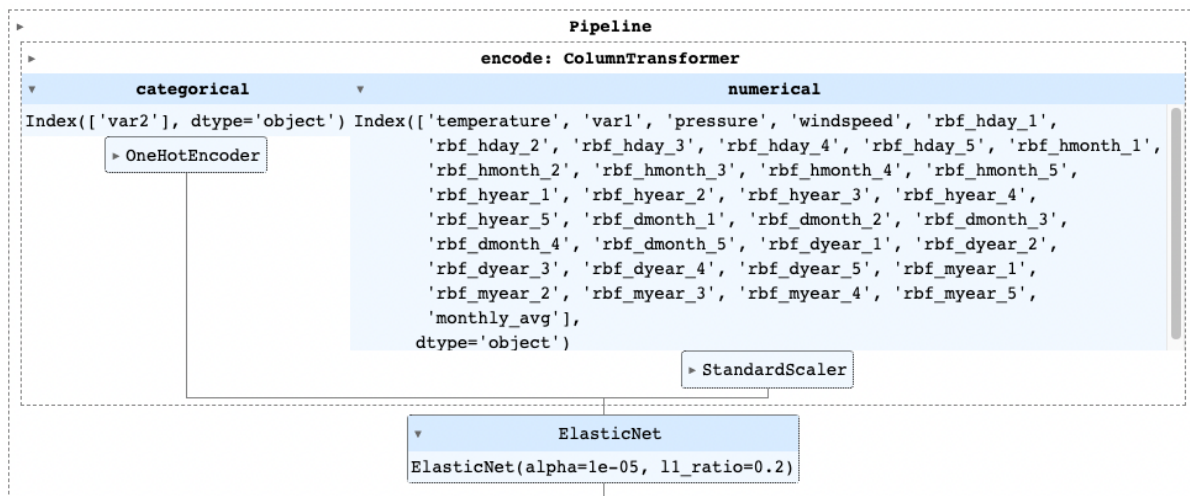 Pipeline
encode: ColumnTransformer
categorical
numerical
Index(['var2'], dtype='object')
OneHotEncoder
Index(['temperature', 'var1', 'pressure', 'windspeed', 'rbf_hday_1',
'rbf_hday_2', 'rbf_hday_3', 'rbf_hday_4', 'rbf_hday_5', 'rbf_hmonth_1',
'rbf_hmonth_2', 'rbf_hmonth_3', 'rbf_hmonth_4', 'rbf_hmonth_5',
'rbf_hyear_1', 'rbf_hyear_2', 'rbf_hyear_3', 'rbf_hyear_4',
'rbf_hyear_5', 'rbf_dmonth_1', 'rbf_dmonth_2', 'rbf_dmonth_3',
'rbf_dmonth_4', 'rbf_dmonth_5', 'rbf_dyear_1', 'rbf_dyear_2',
'rbf_dyear_3', 'rbf_dyear_4', 'rbf_dyear_5', 'rbf_myear_1',
'rbf_myear_2', 'rbf_myear_3', 'rbf_myear_4', 'rbf_myear_5',
'monthly_avg'],
dtype='object')
StandardScaler
ElasticNet
ElasticNet(alpha=1e-05, l1_ratio=0.2)